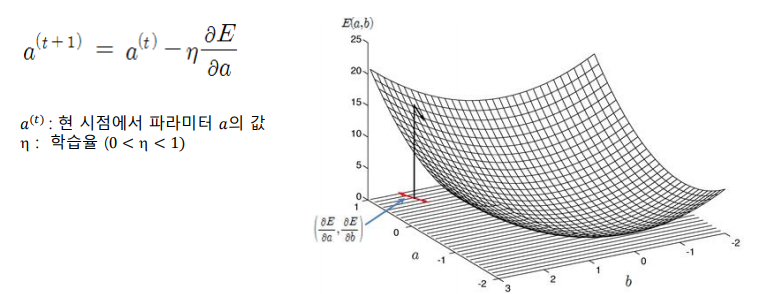 a^(t+1) = a^(t) − η ∂E/∂a
a^(t) : 현 시점에서 파라미터 a의 값
η : 학습율 (0 < η < 1)
E(a,b)
25
20
15
10
5
0
1
0
-1
-2
a
3
2
1
0
-1
-2
b
(∂E/∂a, ∂E/∂b)